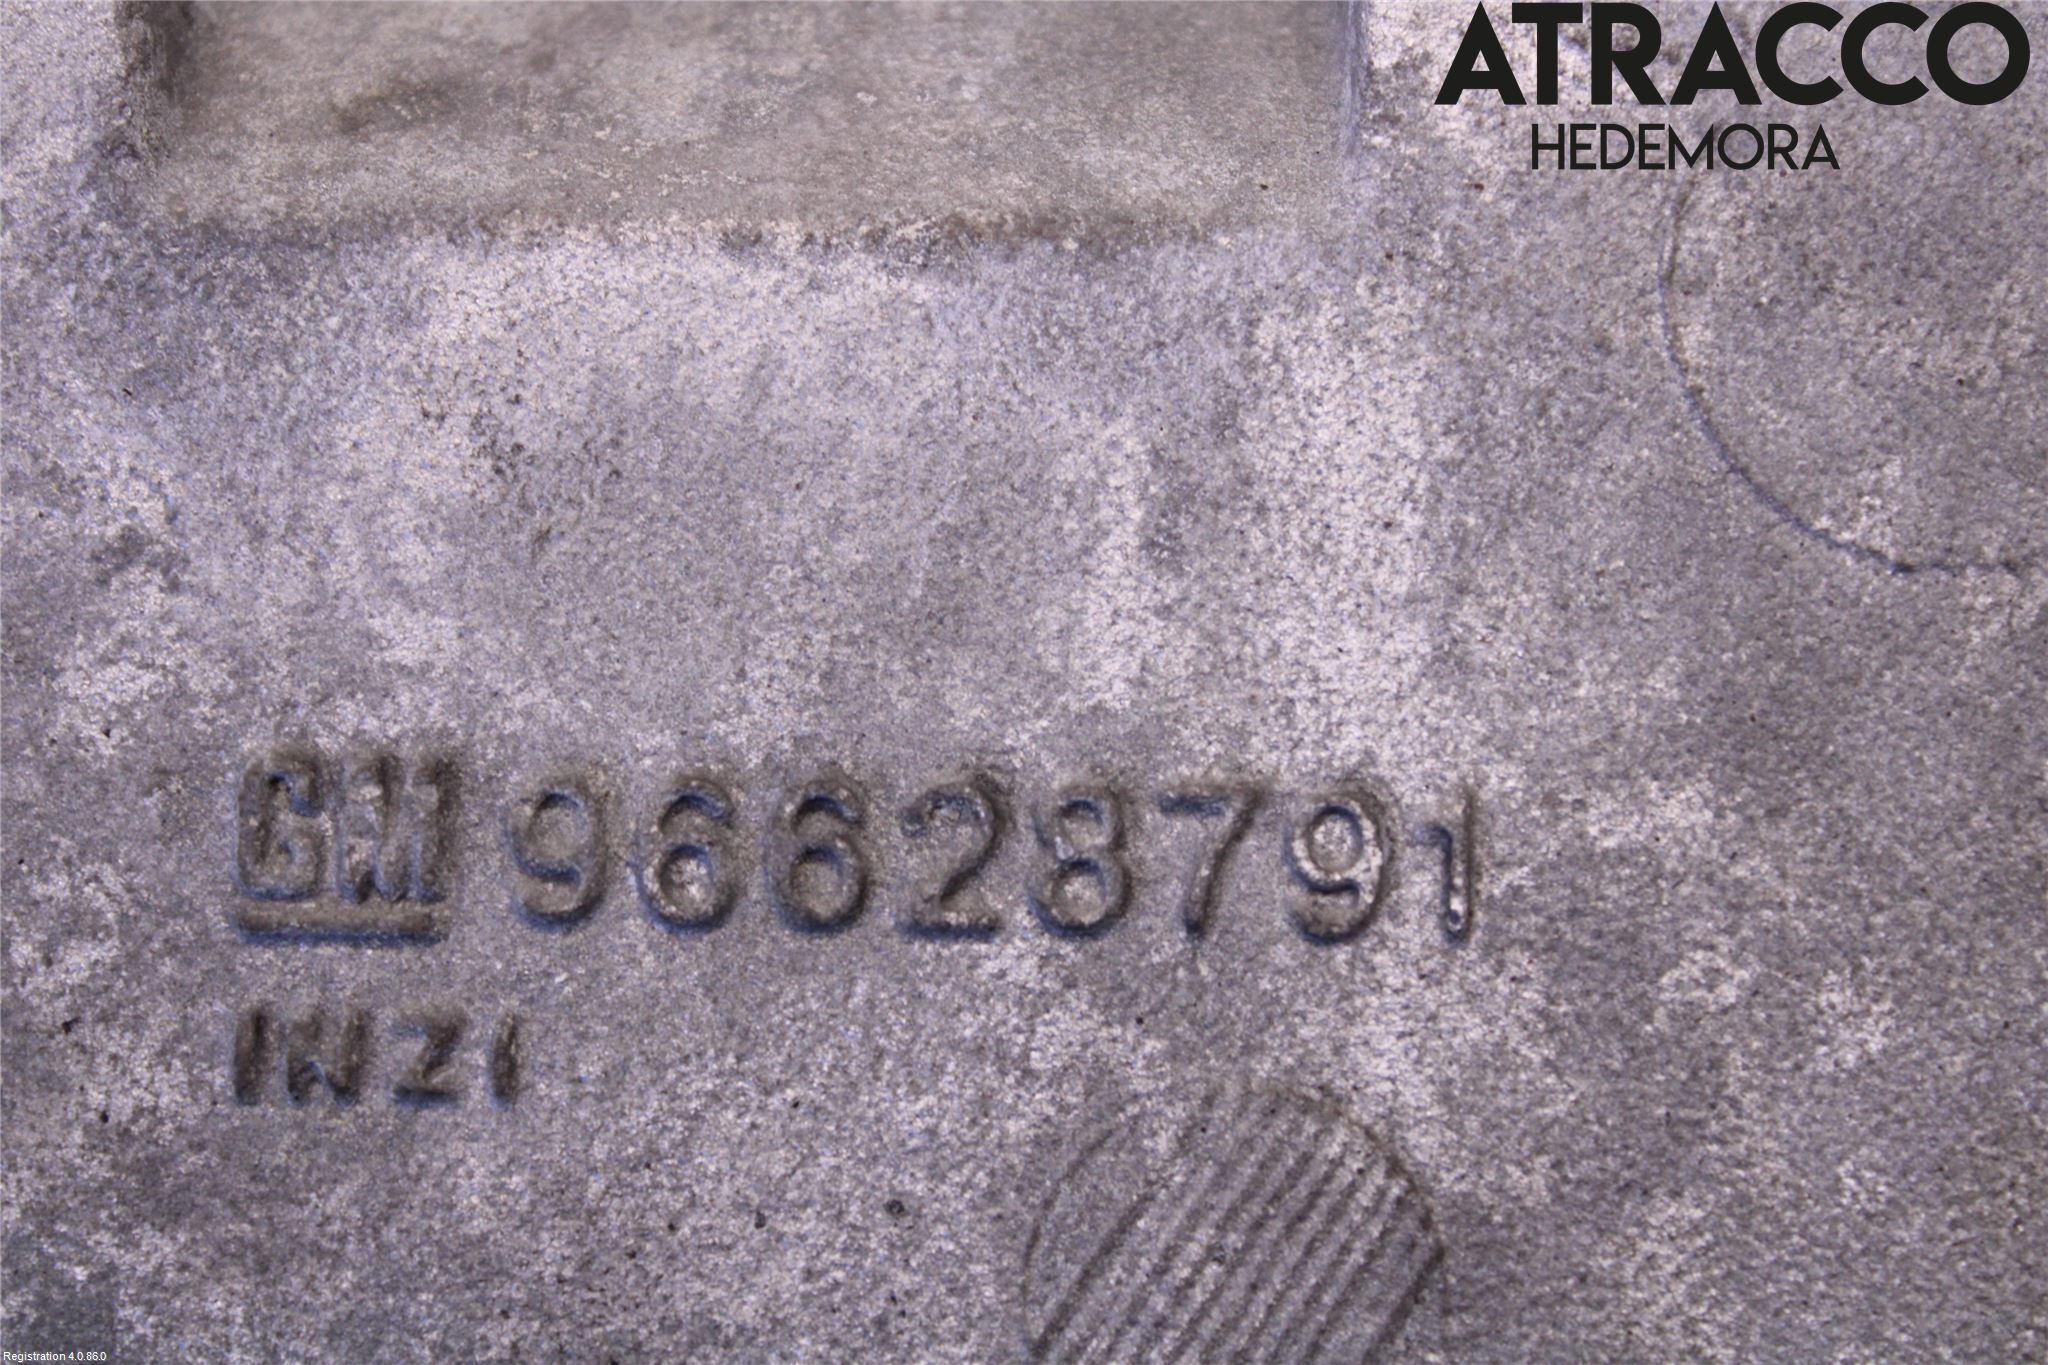 ATRACCO
HEDEMORA
GM 96628791
INZI
Registration 4.0.86.0